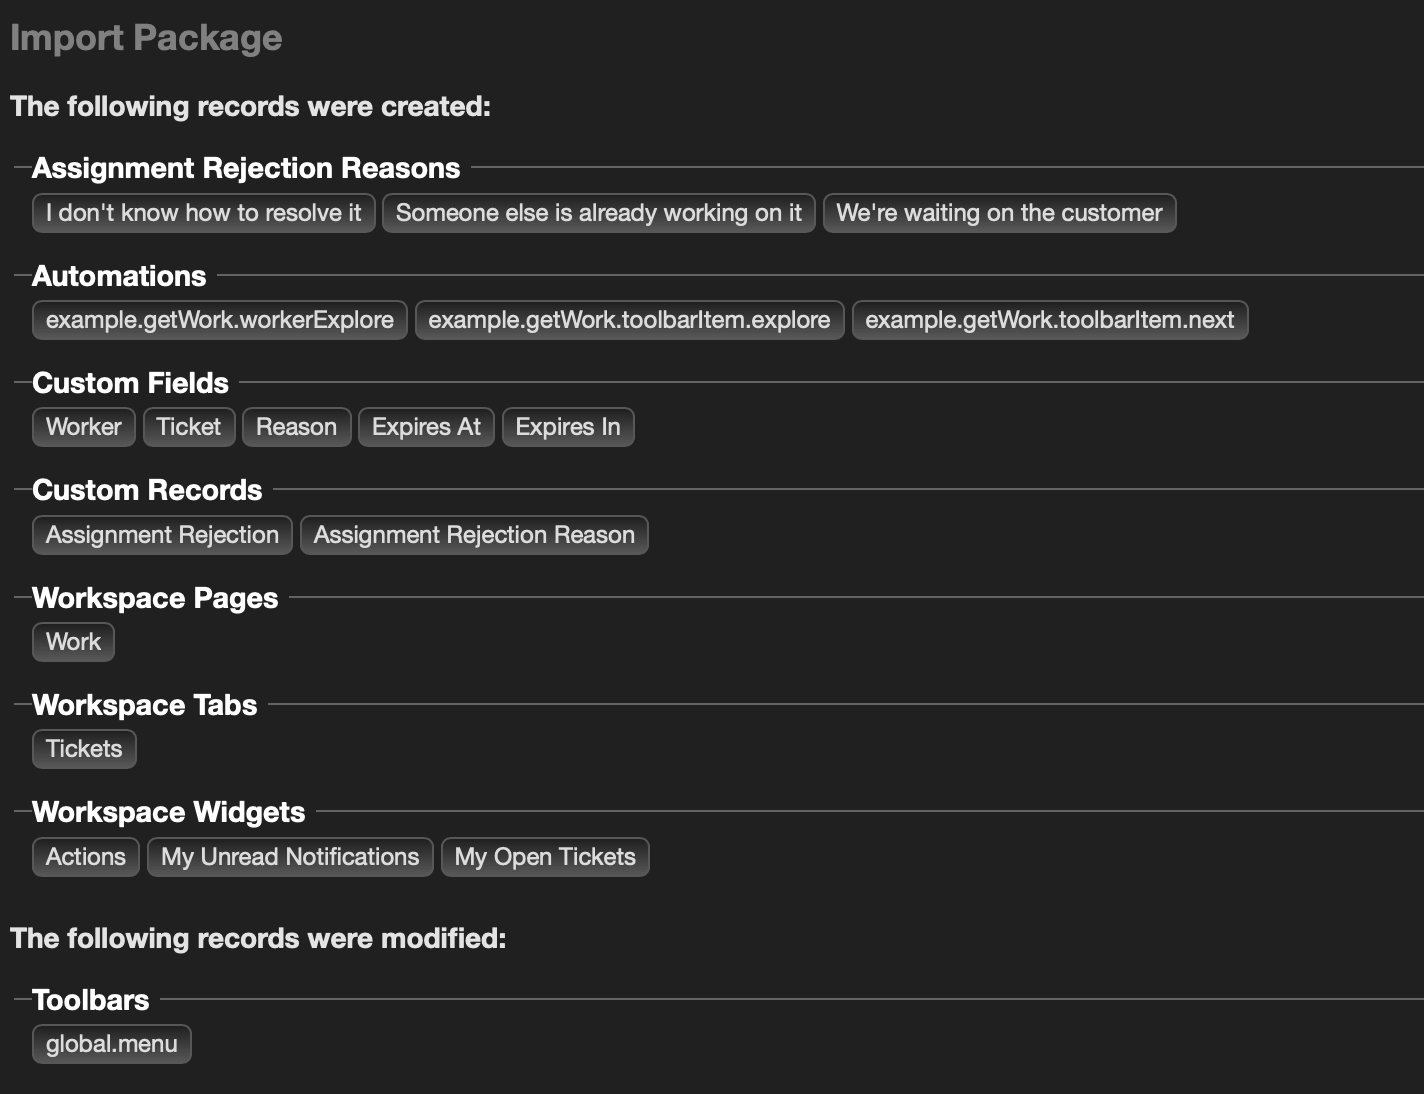 Import Package
The following records were created:
Assignment Rejection Reasons
I don't know how to resolve it Someone else is already working on it We're waiting on the customer
Automations
example.getWork.workerExplore example.getWork.toolbarItem.explore example.getWork.toolbarItem.next
Custom Fields
Worker Ticket Reason Expires At Expires In
Custom Records
Assignment Rejection Assignment Rejection Reason
Workspace Pages
Work
Workspace Tabs
Tickets
Workspace Widgets
Actions My Unread Notifications My Open Tickets
The following records were modified:
Toolbars
global.menu